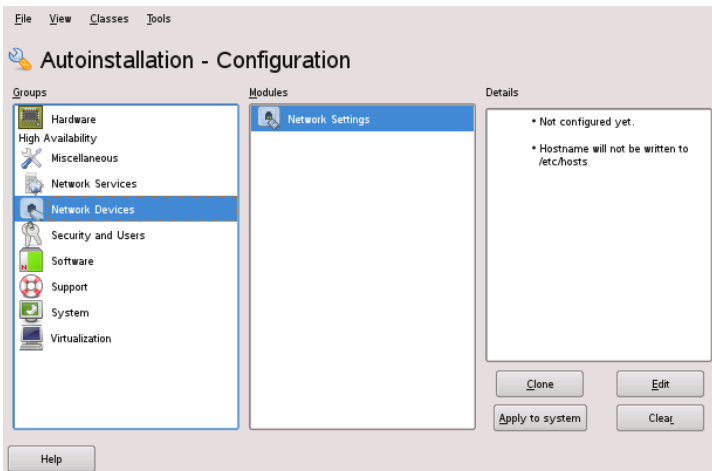 File View Classes Tools
Autoinstallation - Configuration
Groups
Hardware
High Availability
Miscellaneous
Network Services
Network Devices
Security and Users
Software
Support
System
Virtualization
Modules
Network Settings
Details
• Not configured yet.
• Hostname will not be written to
/etc/hosts
Clone Edit
Apply to system Clear
Help